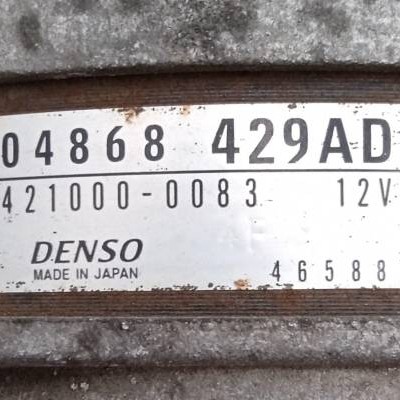 04868 429AD
421000-0083 12V
DENSO
MADE IN JAPAN 46588